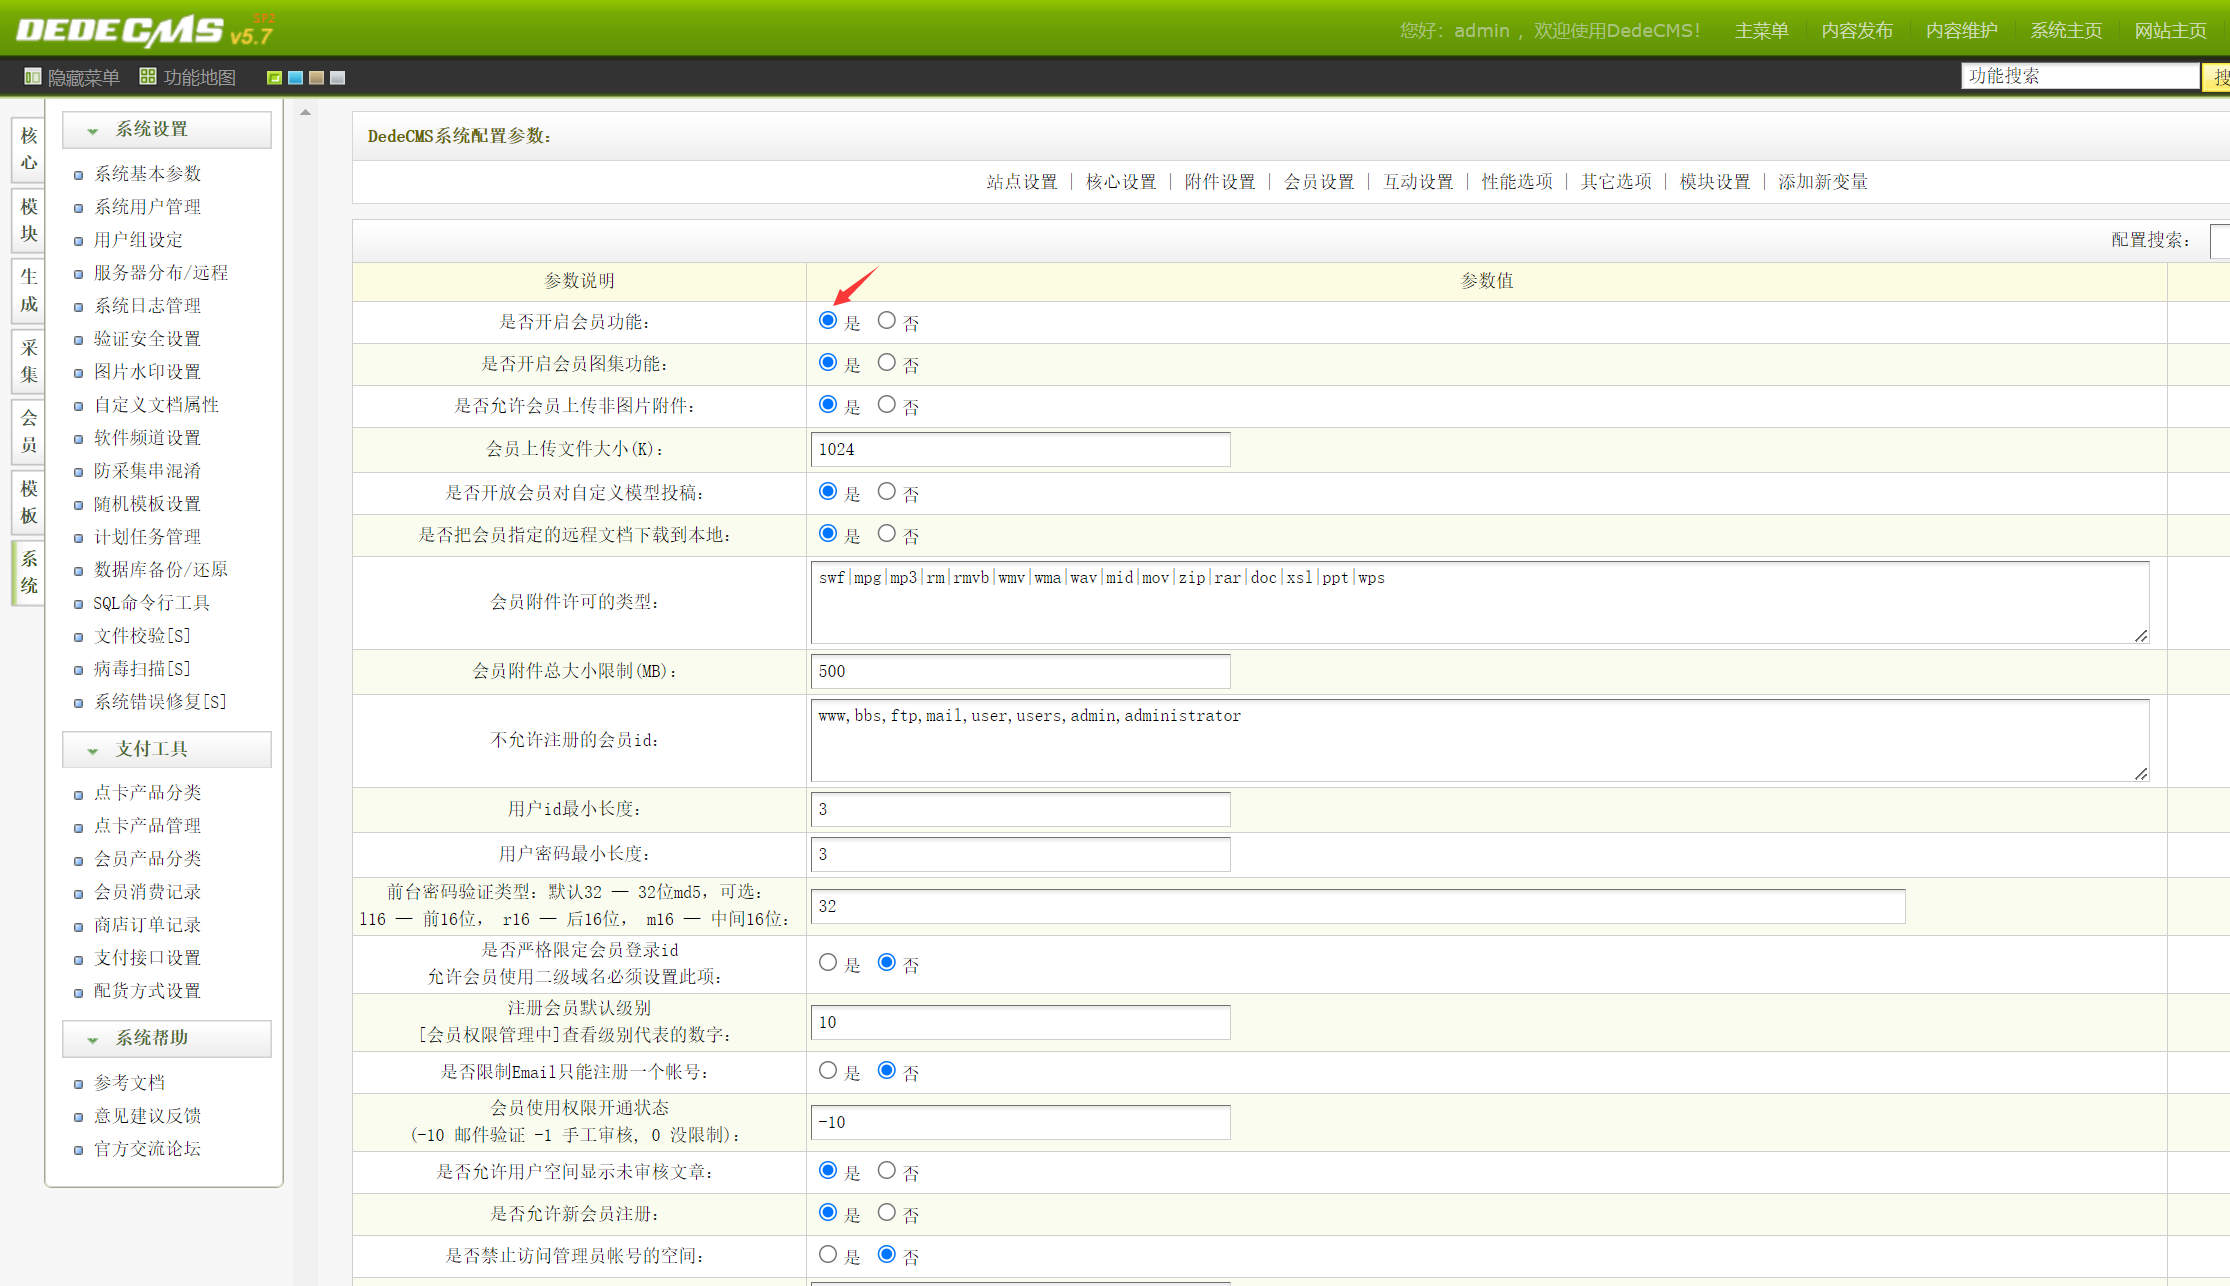 DEDECMS v5.7 SP2
您好：admin ，欢迎使用DedeCMS！
主菜单
内容发布
内容维护
系统主页
网站主页
隐藏菜单
功能地图
功能搜索
搜
核心
模块
生成
采集
会员
模板
系统
系统设置
系统基本参数
系统用户管理
用户组设定
服务器分布/远程
系统日志管理
验证安全设置
图片水印设置
自定义文档属性
软件频道设置
防采集串混淆
随机模板设置
计划任务管理
数据库备份/还原
SQL命令行工具
文件校验[S]
病毒扫描[S]
系统错误修复[S]
支付工具
点卡产品分类
点卡产品管理
会员产品分类
会员消费记录
商店订单记录
支付接口设置
配货方式设置
系统帮助
参考文档
意见建议反馈
官方交流论坛
DedeCMS系统配置参数：
站点设置 | 核心设置 | 附件设置 | 会员设置 | 互动设置 | 性能选项 | 其它选项 | 模块设置 | 添加新变量
配置搜索：
参数说明 参数值
是否开启会员功能： 是 否
是否开启会员图集功能： 是 否
是否允许会员上传非图片附件： 是 否
会员上传文件大小(K)： 1024
是否开放会员对自定义模型投稿： 是 否
是否把会员指定的远程文档下载到本地： 是 否
会员附件许可的类型： swf|mpg|mp3|rm|rmvb|wmv|wma|wav|mid|mov|zip|rar|doc|xsl|ppt|wps
会员附件总大小限制(MB)： 500
不允许注册的会员id： www,bbs,ftp,mail,user,users,admin,administrator
用户id最小长度： 3
用户密码最小长度： 3
前台密码验证类型：默认32 — 32位md5，可选：
l16 — 前16位， r16 — 后16位， m16 — 中间16位： 32
是否严格限定会员登录id
允许会员使用二级域名必须设置此项： 是 否
注册会员默认级别
[会员权限管理中]查看级别代表的数字： 10
是否限制Email只能注册一个帐号： 是 否
会员使用权限开通状态
(-10 邮件验证 -1 手工审核, 0 没限制)： -10
是否允许用户空间显示未审核文章： 是 否
是否允许新会员注册： 是 否
是否禁止访问管理员帐号的空间： 是 否